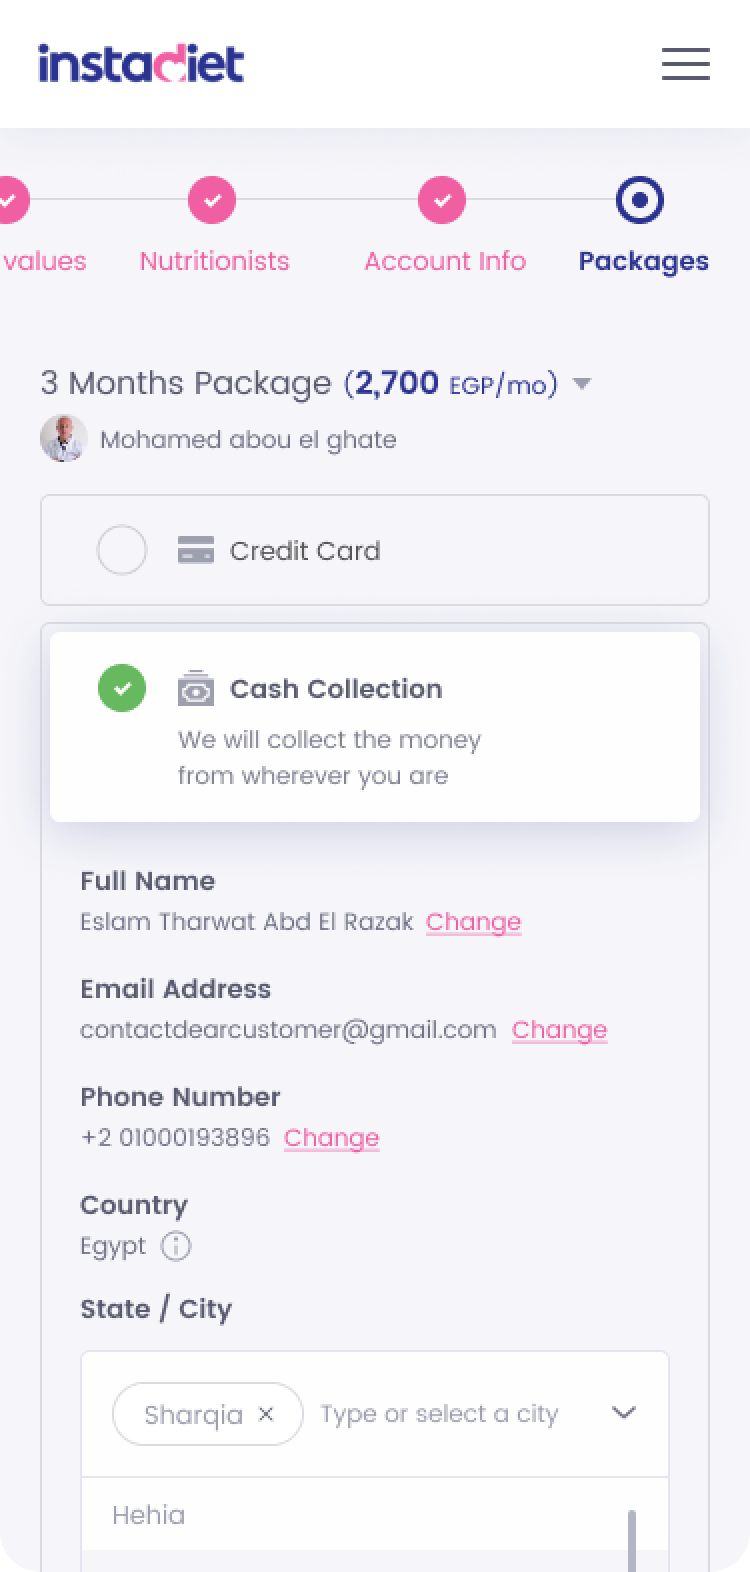 instadiet
values Nutritionists Account Info Packages
3 Months Package (2,700 EGP/mo)
Mohamed abou el ghate
Credit Card
Cash Collection
We will collect the money
from wherever you are
Full Name
Eslam Tharwat Abd El Razak Change
Email Address
contactdearcustomer@gmail.com Change
Phone Number
+2 01000193896 Change
Country
Egypt
State / City
Sharqia Type or select a city
Hehia